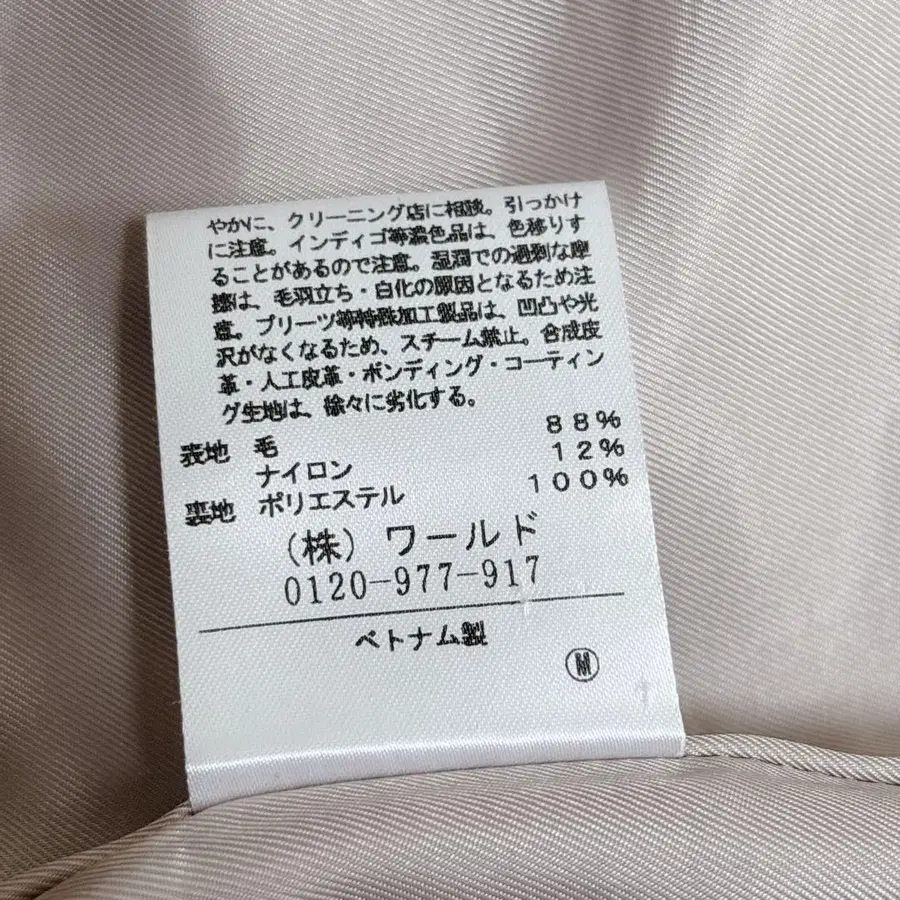 やかに、クリーニング店に相談。引っかけ
に注意。インディゴ等濃色品は、色移りす
ることがあるので注意。湿潤での過剰な摩
擦は、毛羽立ち・白化の原因となるため注
意。プリーツ等特殊加工製品は、凹凸や光
沢がなくなるため、スチーム禁止。合成皮
革・人工皮革・ボンディング・コーティン
グ生地は、徐々に劣化する。
表地 毛 88%
ナイロン 12%
裏地 ポリエステル 100%
(株) ワールド
0120-977-917
ベトナム製
Ⓜ